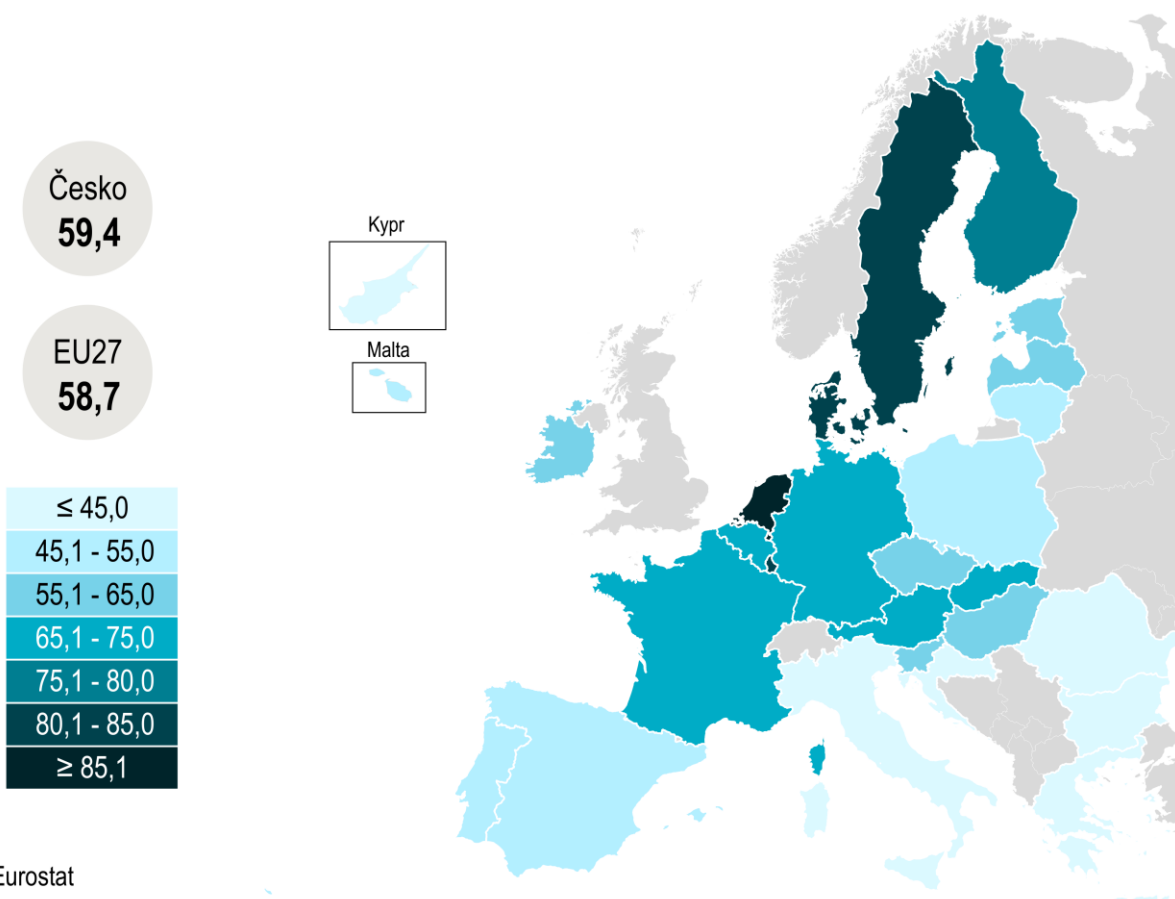 Česko
59,4
EU27
58,7
Kypr
Malta
≤ 45,0
45,1 - 55,0
55,1 - 65,0
65,1 - 75,0
75,1 - 80,0
80,1 - 85,0
≥ 85,1
Eurostat